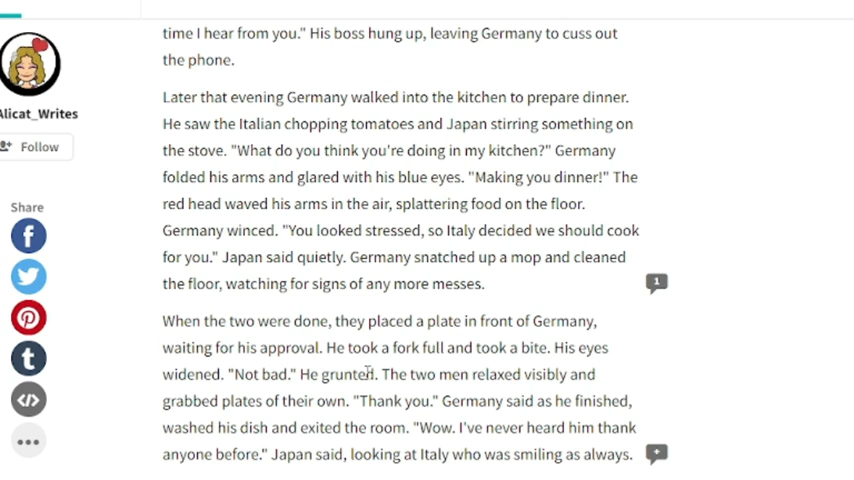 time I hear from you." His boss hung up, leaving Germany to cuss out
the phone.
Alicat_Writes
Follow
Share
Later that evening Germany walked into the kitchen to prepare dinner.
He saw the Italian chopping tomatoes and Japan stirring something on
the stove. "What do you think you're doing in my kitchen?" Germany
folded his arms and glared with his blue eyes. "Making you dinner!" The
red head waved his arms in the air, splattering food on the floor.
Germany winced. "You looked stressed, so Italy decided we should cook
for you." Japan said quietly. Germany snatched up a mop and cleaned
the floor, watching for signs of any more messes.
1
When the two were done, they placed a plate in front of Germany,
waiting for his approval. He took a fork full and took a bite. His eyes
widened. "Not bad." He grunted. The two men relaxed visibly and
grabbed plates of their own. "Thank you." Germany said as he finished,
washed his dish and exited the room. "Wow. I've never heard him thank
anyone before." Japan said, looking at Italy who was smiling as always.
+